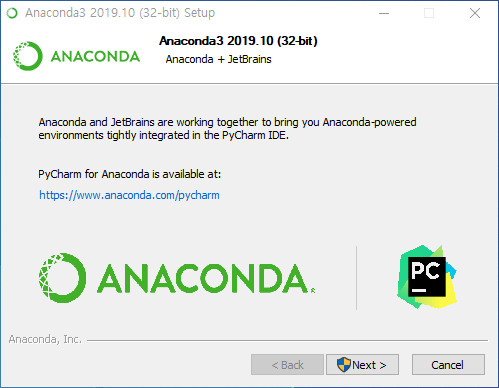 Anaconda3 2019.10 (32-bit) Setup
Anaconda3 2019.10 (32-bit)
ANACONDA
Anaconda + JetBrains
Anaconda and JetBrains are working together to bring you Anaconda-powered
environments tightly integrated in the PyCharm IDE.
PyCharm for Anaconda is available at:
https://www.anaconda.com/pycharm
ANACONDA®
PC
Anaconda, Inc.
< Back
Next >
Cancel